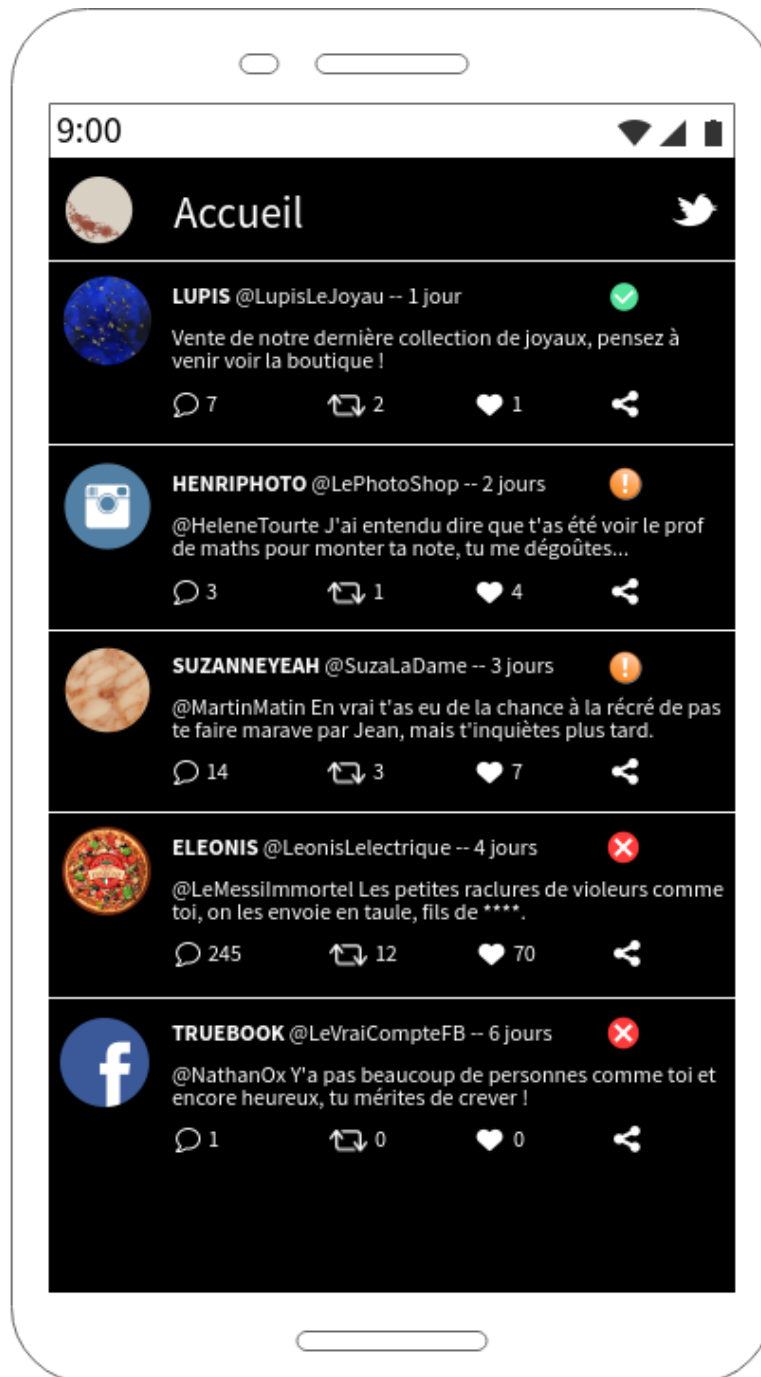 9:00
Accueil
LUPIS @LupisLeJoyau -- 1 jour
Vente de notre dernière collection de joyaux, pensez à
venir voir la boutique !
7 2 1
HENRIPHOTO @LePhotoShop -- 2 jours
@HeleneTourte J'ai entendu dire que t'as été voir le prof
de maths pour monter ta note, tu me dégoûtes...
3 1 4
SUZANNEYEAH @SuzaLaDame -- 3 jours
@MartinMatin En vrai t'as eu de la chance à la récré de pas
te faire marave par Jean, mais t'inquiètes plus tard.
14 3 7
ELEONIS @LeonisLelectrique -- 4 jours
@LeMessiImmortel Les petites raclures de violeurs comme
toi, on les envoie en taule, fils de ****.
245 12 70
TRUEBOOK @LeVraiCompteFB -- 6 jours
@NathanOx Y'a pas beaucoup de personnes comme toi et
encore heureux, tu mérites de crever !
1 0 0